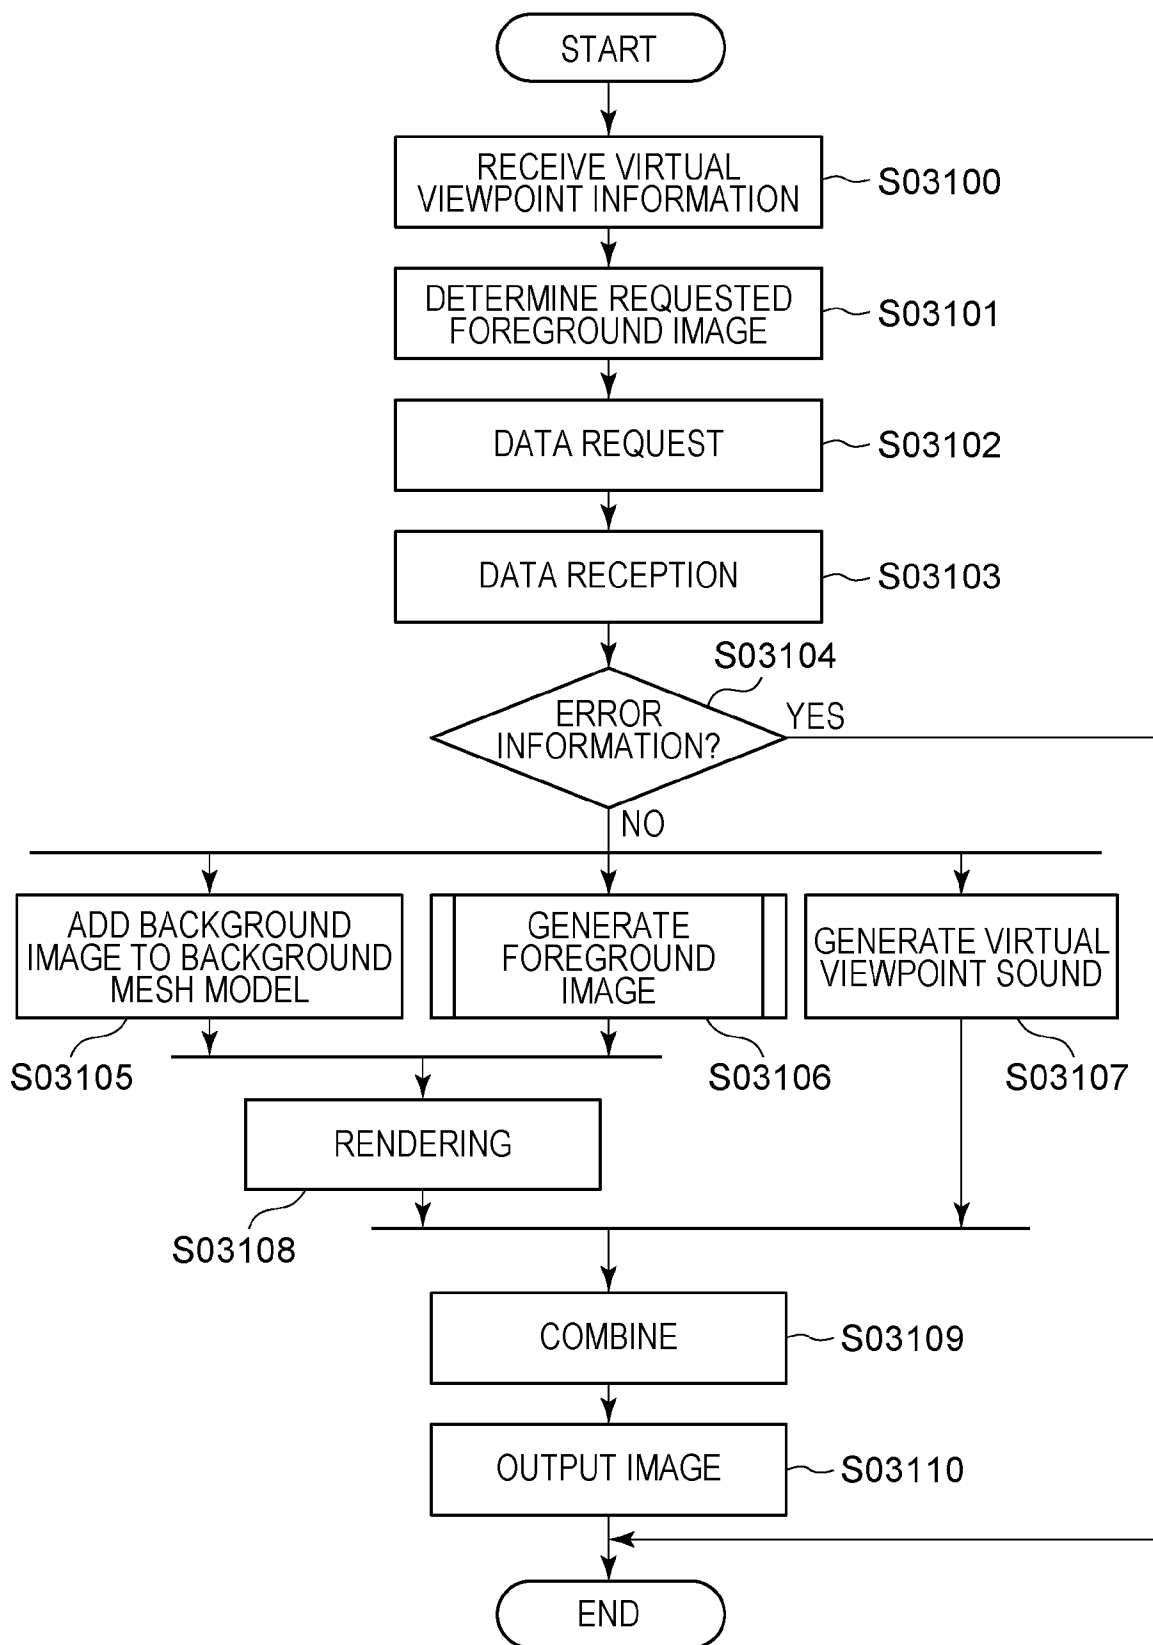 START
RECEIVE VIRTUAL
VIEWPOINT INFORMATION
S03100
DETERMINE REQUESTED
FOREGROUND IMAGE
S03101
DATA REQUEST
S03102
DATA RECEPTION
S03103
S03104
ERROR
INFORMATION?
YES
NO
ADD BACKGROUND
IMAGE TO BACKGROUND
MESH MODEL
GENERATE
FOREGROUND
IMAGE
GENERATE VIRTUAL
VIEWPOINT SOUND
S03105
S03106
S03107
RENDERING
S03108
COMBINE
S03109
OUTPUT IMAGE
S03110
END